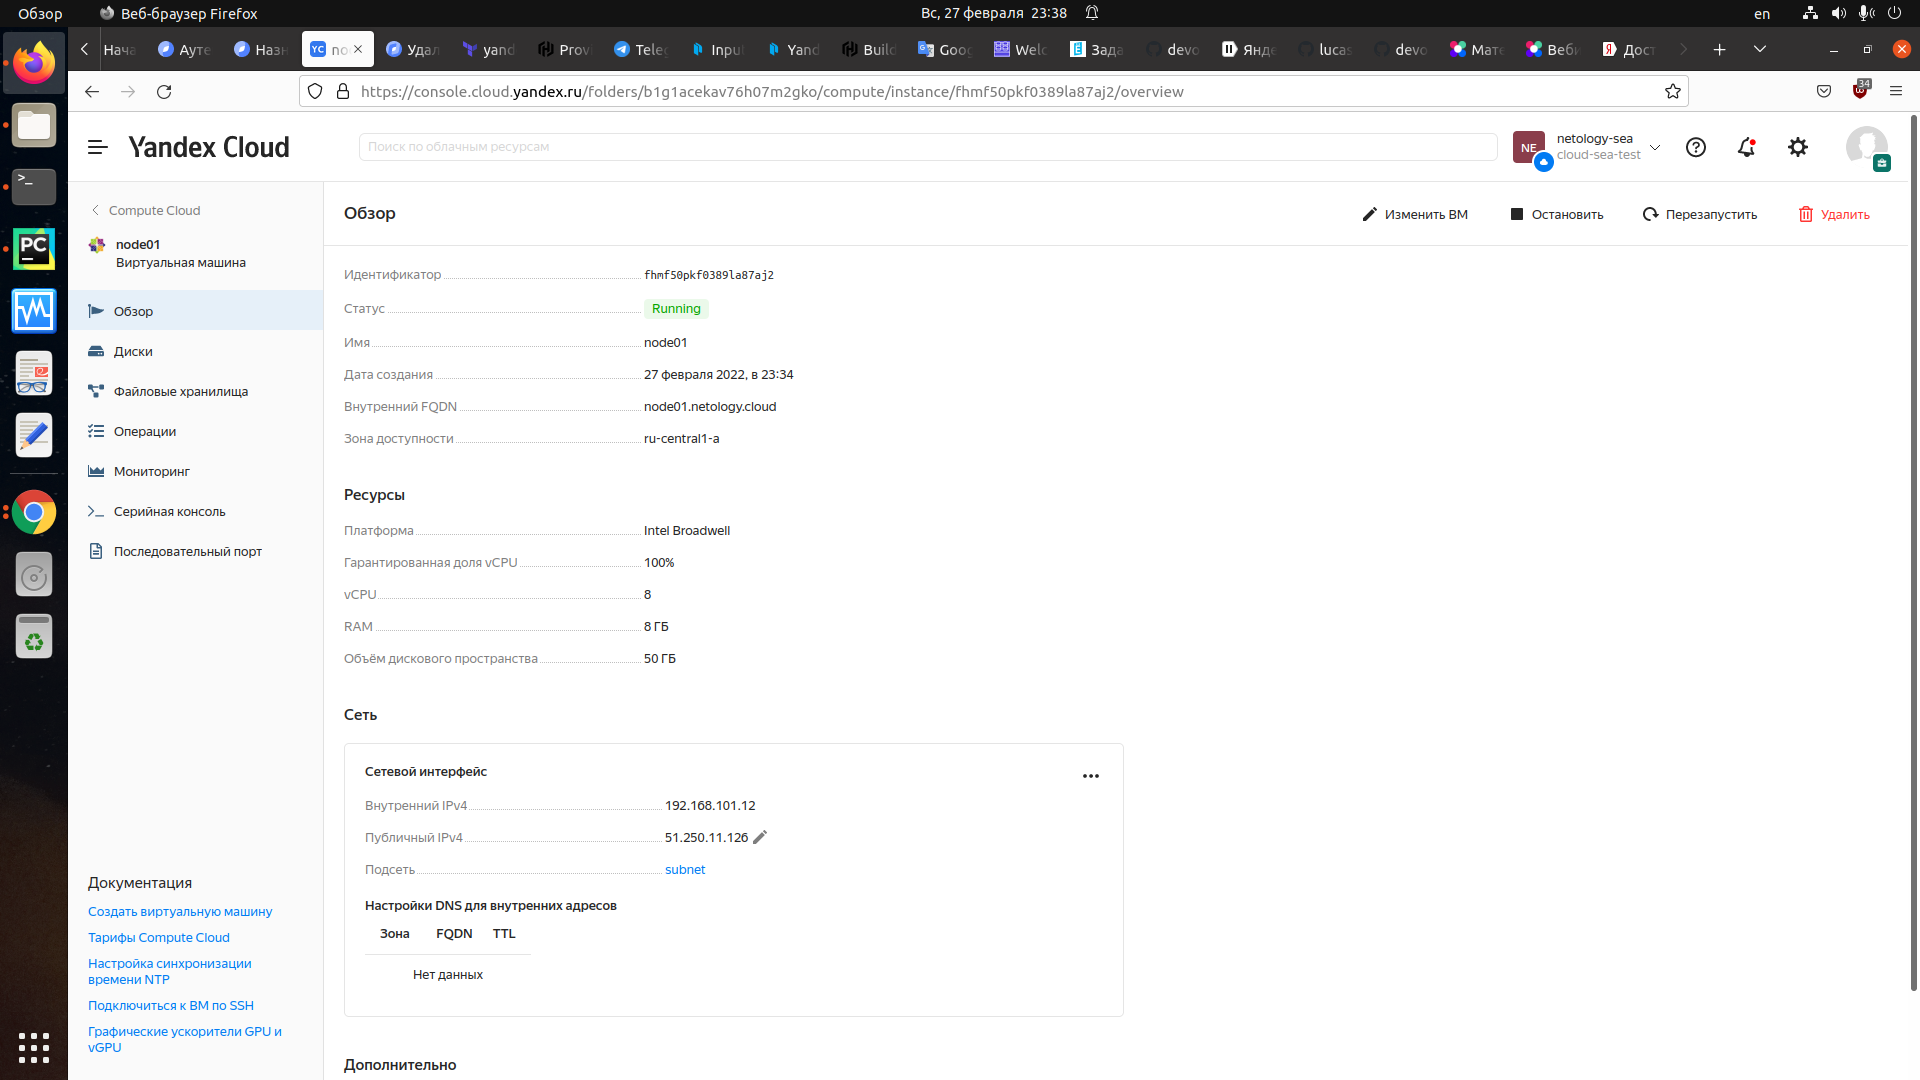 Обзор
Веб-браузер Firefox
Вс, 27 февраля 23:38
en
Нача
Ауте
Назн
no
Удал
yand
Provi
Teleg
Input
Yand
Build
Goog
Welc
Зада
devo
Янде
lucas
devo
Мате
Веби
Дост
https://console.cloud.yandex.ru/folders/b1g1acekav76h07m2gko/compute/instance/fhmf50pkf0389la87aj2/overview
34
Yandex Cloud
Поиск по облачным ресурсам
NE
netology-sea
cloud-sea-test
Compute Cloud
node01
Виртуальная машина
Обзор
Диски
Файловые хранилища
Операции
Мониторинг
Серийная консоль
Последовательный порт
Документация
Создать виртуальную машину
Тарифы Compute Cloud
Настройка синхронизации
времени NTP
Подключиться к ВМ по SSH
Графические ускорители GPU и
vGPU
Обзор
Изменить ВМ
Остановить
Перезапустить
Удалить
Идентификатор fhmf50pkf0389la87aj2
Статус Running
Имя node01
Дата создания 27 февраля 2022, в 23:34
Внутренний FQDN node01.netology.cloud
Зона доступности ru-central1-a
Ресурсы
Платформа Intel Broadwell
Гарантированная доля vCPU 100%
vCPU 8
RAM 8 ГБ
Объём дискового пространства 50 ГБ
Сеть
Сетевой интерфейс
Внутренний IPv4 192.168.101.12
Публичный IPv4 51.250.11.126
Подсеть subnet
Настройки DNS для внутренних адресов
Зона FQDN TTL
Нет данных
Дополнительно